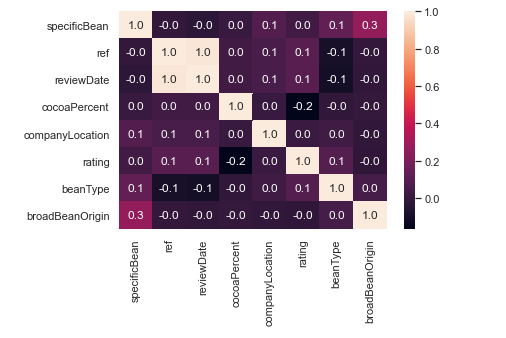 specificBean 1.0 -0.0 -0.0 0.0 0.1 0.0 0.1 0.3
ref -0.0 1.0 1.0 0.0 0.1 0.1 -0.1 -0.0
reviewDate -0.0 1.0 1.0 0.0 0.1 0.1 -0.1 -0.0
cocoaPercent 0.0 0.0 0.0 1.0 0.0 -0.2 -0.0 -0.0
companyLocation 0.1 0.1 0.1 0.0 1.0 0.0 0.0 -0.0
rating 0.0 0.1 0.1 -0.2 0.0 1.0 0.1 -0.0
beanType 0.1 -0.1 -0.1 -0.0 0.0 0.1 1.0 0.0
broadBeanOrigin 0.3 -0.0 -0.0 -0.0 -0.0 -0.0 0.0 1.0
specificBean
ref
reviewDate
cocoaPercent
companyLocation
rating
beanType
broadBeanOrigin
1.0
0.8
0.6
0.4
0.2
0.0